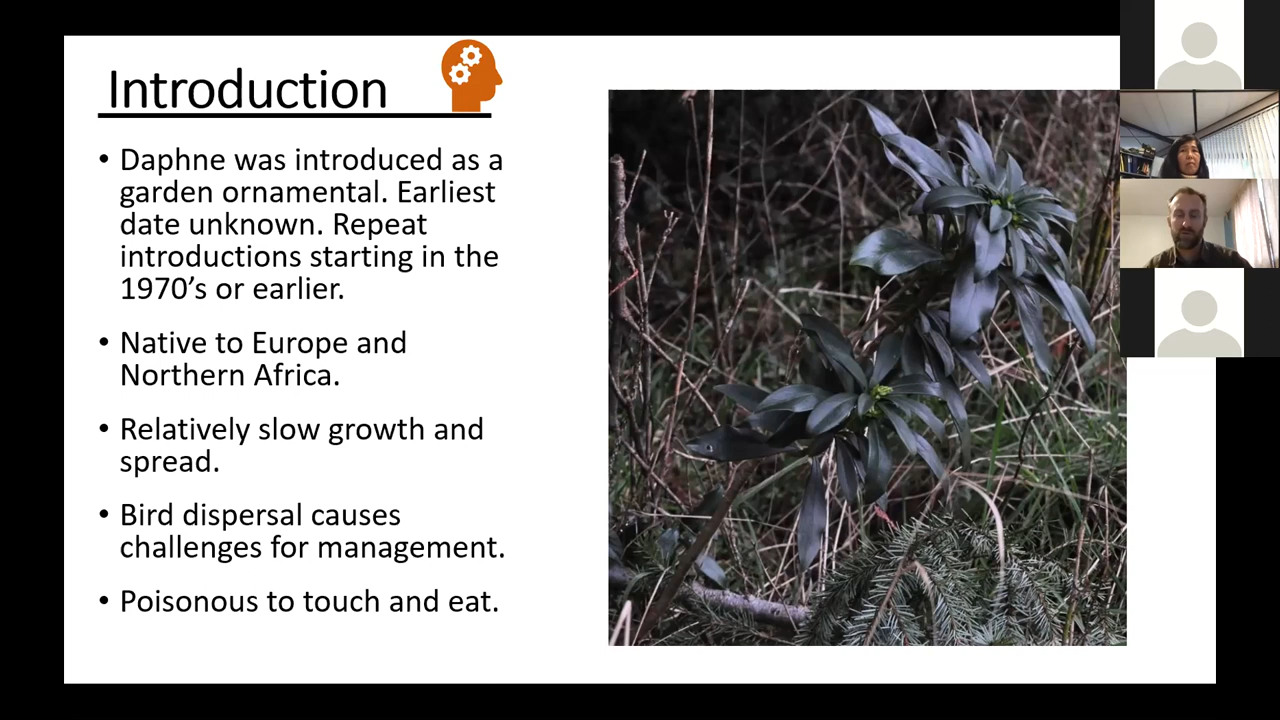 Introduction
• Daphne was introduced as a
garden ornamental. Earliest
date unknown. Repeat
introductions starting in the
1970’s or earlier.
• Native to Europe and
Northern Africa.
• Relatively slow growth and
spread.
• Bird dispersal causes
challenges for management.
• Poisonous to touch and eat.